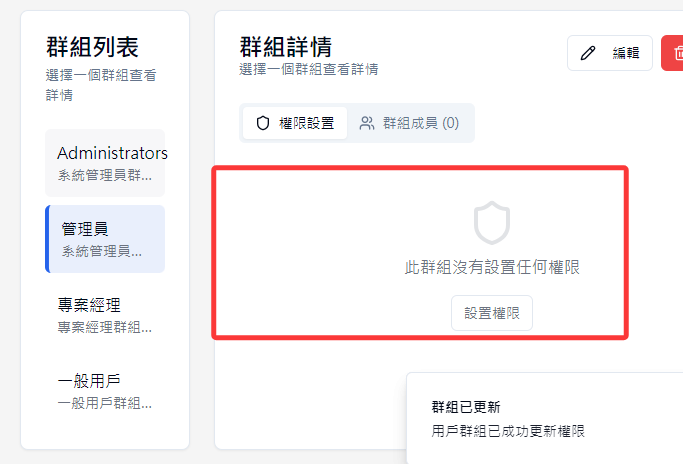 群組列表
選擇一個群組查看
詳情
Administrators
系統管理員群...
管理員
系統管理員...
專案經理
專案經理群組...
一般用戶
一般用戶群組...
群組詳情
選擇一個群組查看詳情
編輯
權限設置
群組成員 (0)
此群組沒有設置任何權限
設置權限
群組已更新
用戶群組已成功更新權限